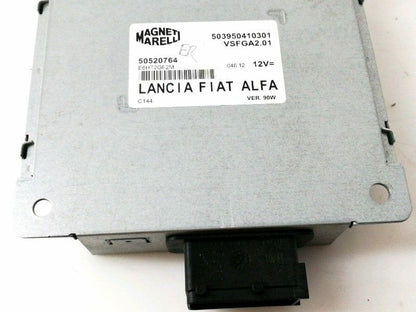 MAGNETI
MARELLI
503950410301
VSFGA2.01
50520764
046 12 12V=
LANCIA FIAT ALFA
C144 VER. 90W